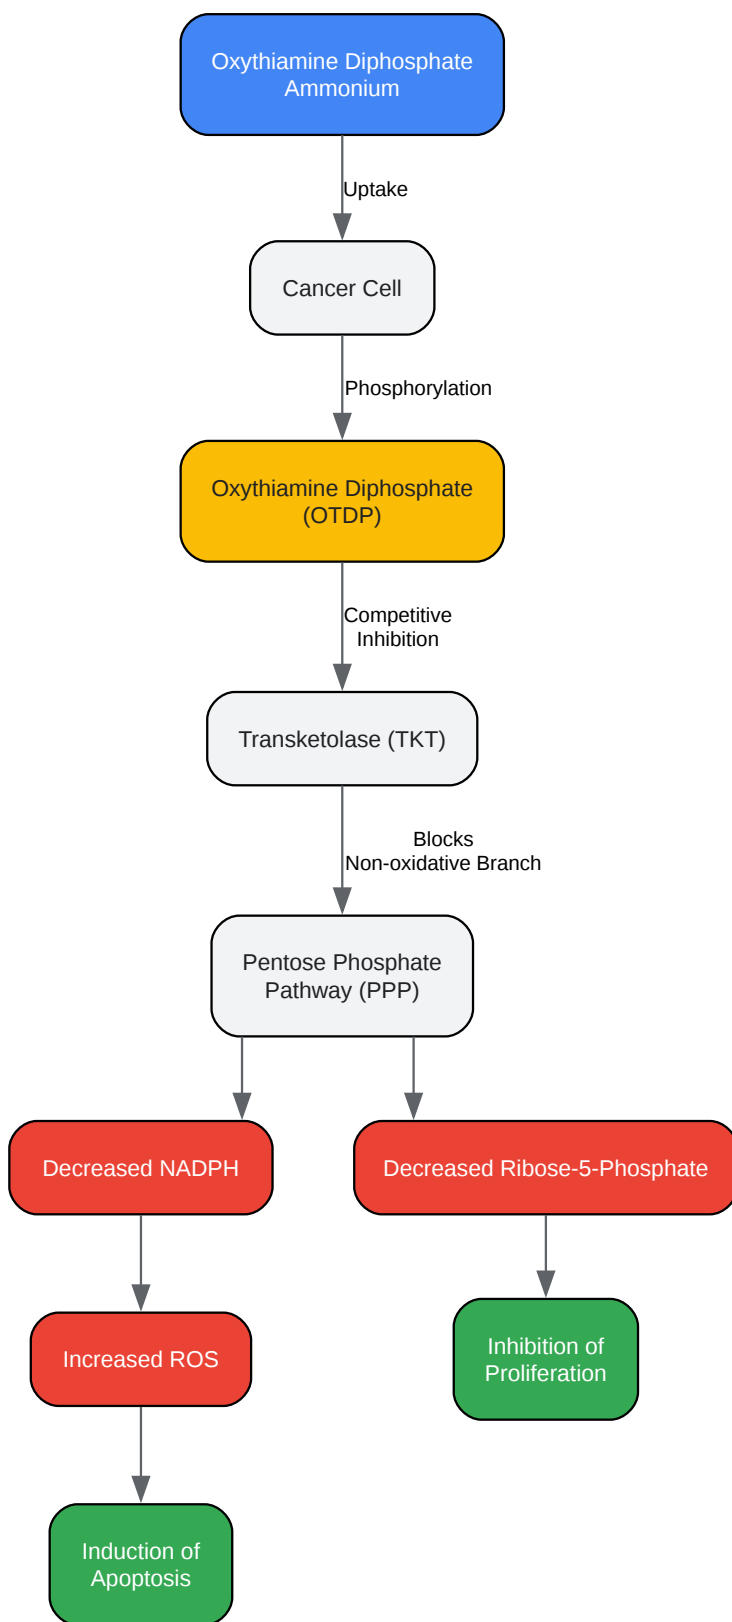 Oxythiamine Diphosphate
Ammonium
Uptake
Cancer Cell
Phosphorylation
Oxythiamine Diphosphate
(OTDP)
Competitive
Inhibition
Transketolase (TKT)
Blocks
Non-oxidative Branch
Pentose Phosphate
Pathway (PPP)
Decreased NADPH
Decreased Ribose-5-Phosphate
Increased ROS
Inhibition of
Proliferation
Induction of
Apoptosis